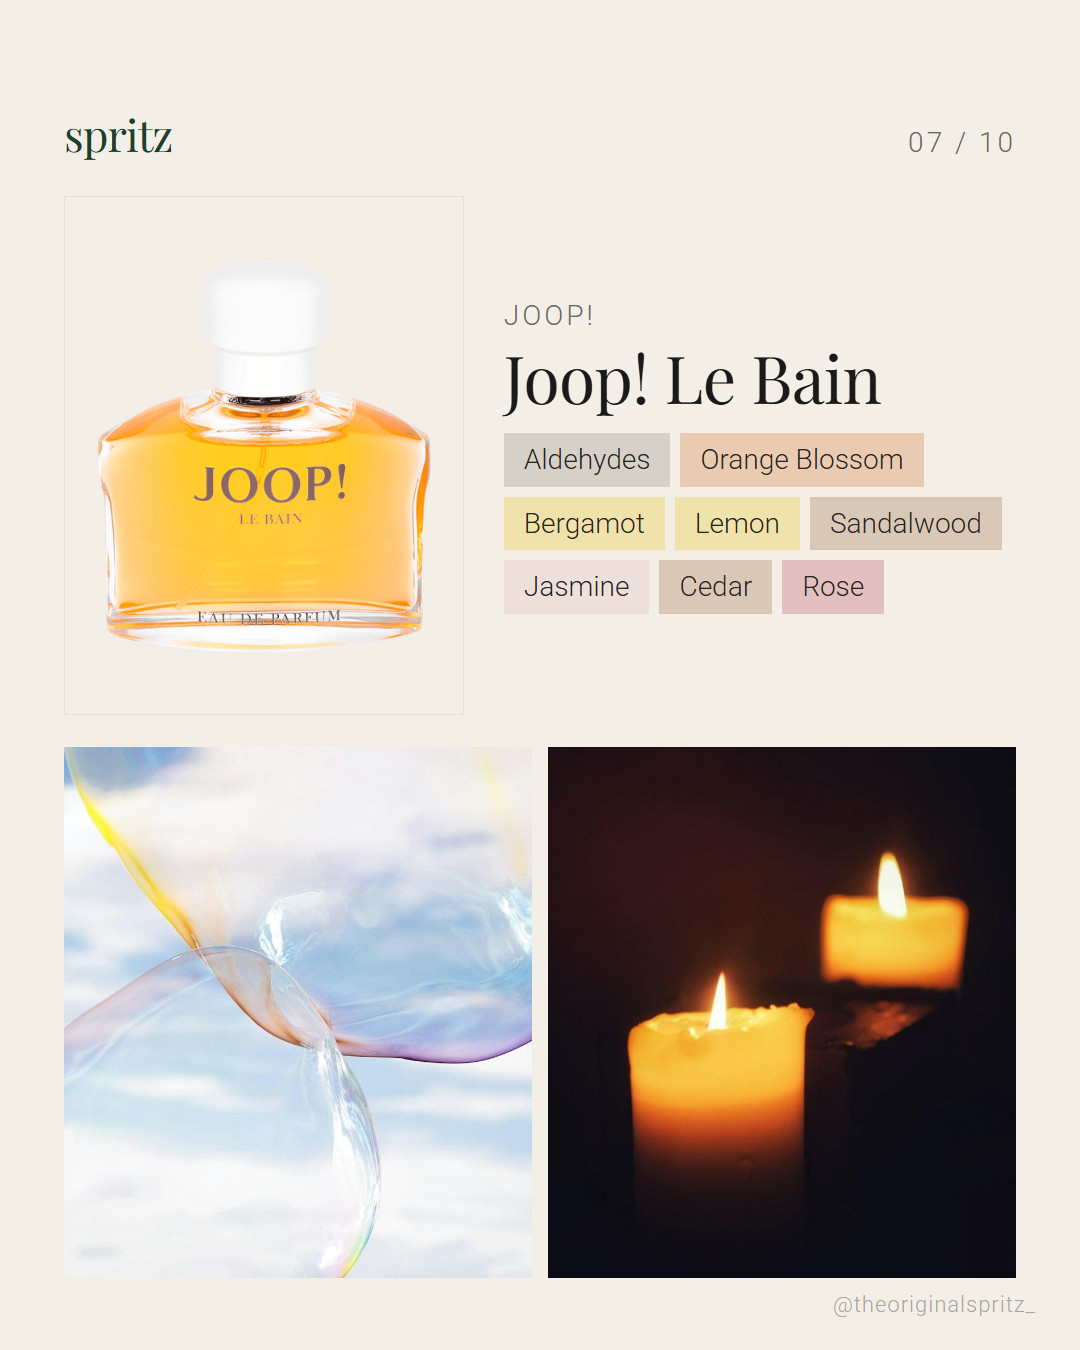 spritz
07 / 10
JOOP!
Joop! Le Bain
Aldehydes
Orange Blossom
Bergamot
Lemon
Sandalwood
Jasmine
Cedar
Rose
JOOP!
LE BAIN
EAU DE PARFUM
@theoriginalspritz_